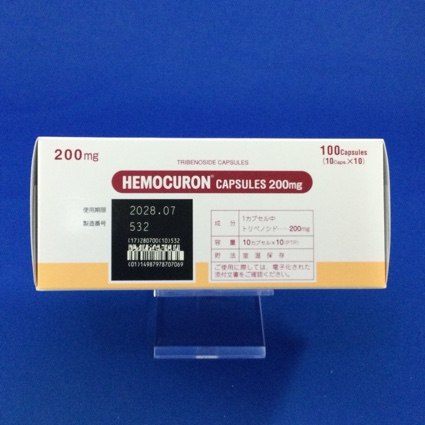 200mg
100Capsules
(10Caps×10)
TRIBENOSIDE CAPSULES
HEMOCURON® CAPSULES 200mg
使用期限
2028.07
製造番号
532
(17)280700(10)532
(01)14987978707069
成分
1カプセル中
トリベノシド……200mg
容量
10カプセル×10(PTP)
貯法
室温保存
ご使用に際しては、電子化された
添付文書をご確認ください。